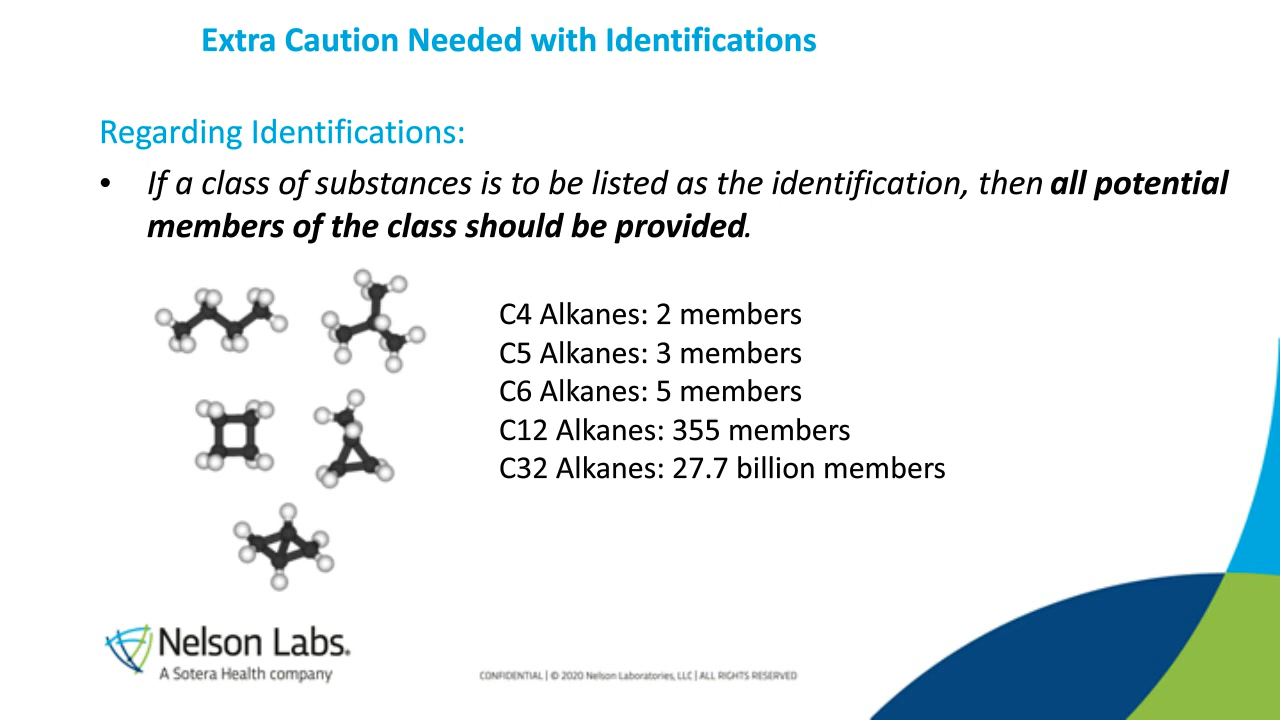 Extra Caution Needed with Identifications
Regarding Identifications:
• If a class of substances is to be listed as the identification, then all potential
members of the class should be provided.
C4 Alkanes: 2 members
C5 Alkanes: 3 members
C6 Alkanes: 5 members
C12 Alkanes: 355 members
C32 Alkanes: 27.7 billion members
Nelson Labs.
A Sotera Health company
CONFIDENTIAL | © 2020 Nelson Laboratories, LLC | ALL RIGHTS RESERVED